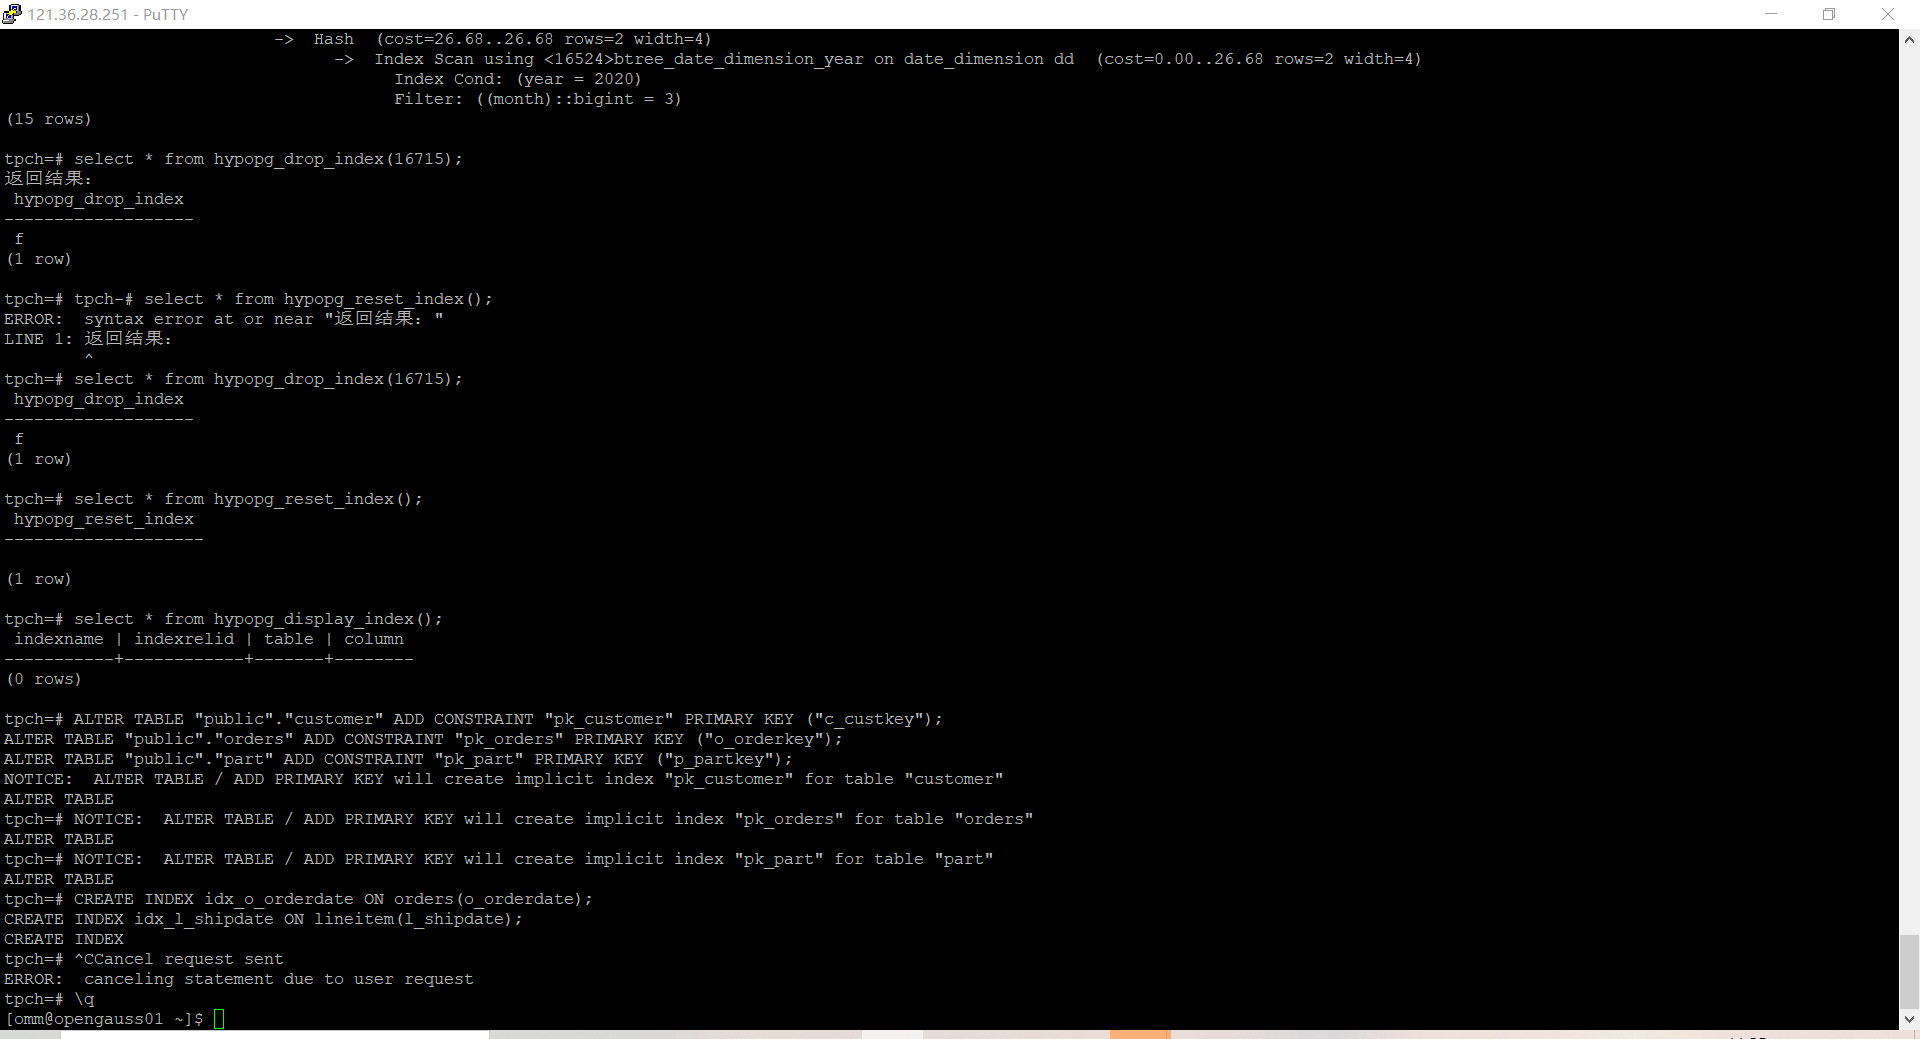 121.36.28.251 - PuTTY
-> Hash (cost=26.68..26.68 rows=2 width=4)
-> Index Scan using <16524>btree_date_dimension_year on date_dimension dd (cost=0.00..26.68 rows=2 width=4)
Index Cond: (year = 2020)
Filter: ((month)::bigint = 3)
(15 rows)
tpch=# select * from hypopg_drop_index(16715);
返回结果：
hypopg_drop_index
-------------------
f
(1 row)
tpch=# tpch-# select * from hypopg_reset_index();
ERROR:  syntax error at or near "返回结果："
LINE 1: 返回结果：
^
tpch=# select * from hypopg_drop_index(16715);
hypopg_drop_index
-------------------
f
(1 row)
tpch=# select * from hypopg_reset_index();
hypopg_reset_index
--------------------
(1 row)
tpch=# select * from hypopg_display_index();
indexname | indexrelid | table | column
-----------+------------+-------+--------
(0 rows)
tpch=# ALTER TABLE "public"."customer" ADD CONSTRAINT "pk_customer" PRIMARY KEY ("c_custkey");
ALTER TABLE "public"."orders" ADD CONSTRAINT "pk_orders" PRIMARY KEY ("o_orderkey");
ALTER TABLE "public"."part" ADD CONSTRAINT "pk_part" PRIMARY KEY ("p_partkey");
NOTICE:  ALTER TABLE / ADD PRIMARY KEY will create implicit index "pk_customer" for table "customer"
ALTER TABLE
tpch=# NOTICE:  ALTER TABLE / ADD PRIMARY KEY will create implicit index "pk_orders" for table "orders"
ALTER TABLE
tpch=# NOTICE:  ALTER TABLE / ADD PRIMARY KEY will create implicit index "pk_part" for table "part"
ALTER TABLE
tpch=# CREATE INDEX idx_o_orderdate ON orders(o_orderdate);
CREATE INDEX idx_l_shipdate ON lineitem(l_shipdate);
CREATE INDEX
tpch=# ^CCancel request sent
ERROR:  canceling statement due to user request
tpch=# \q
[omm@opengauss01 ~]$